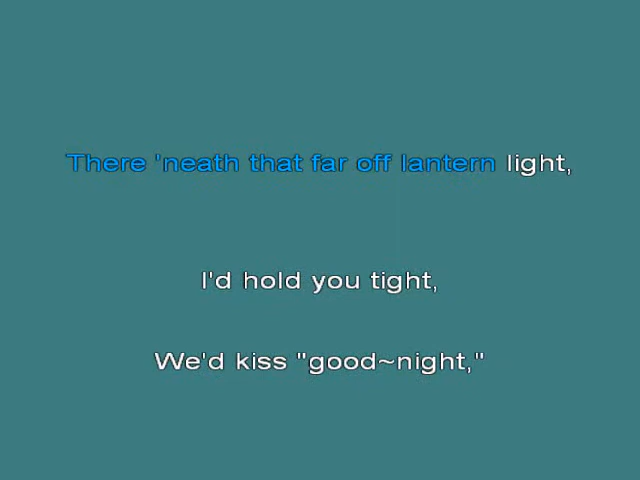 There 'neath that far off lantern light,
I'd hold you tight,
We'd kiss "good~night,"